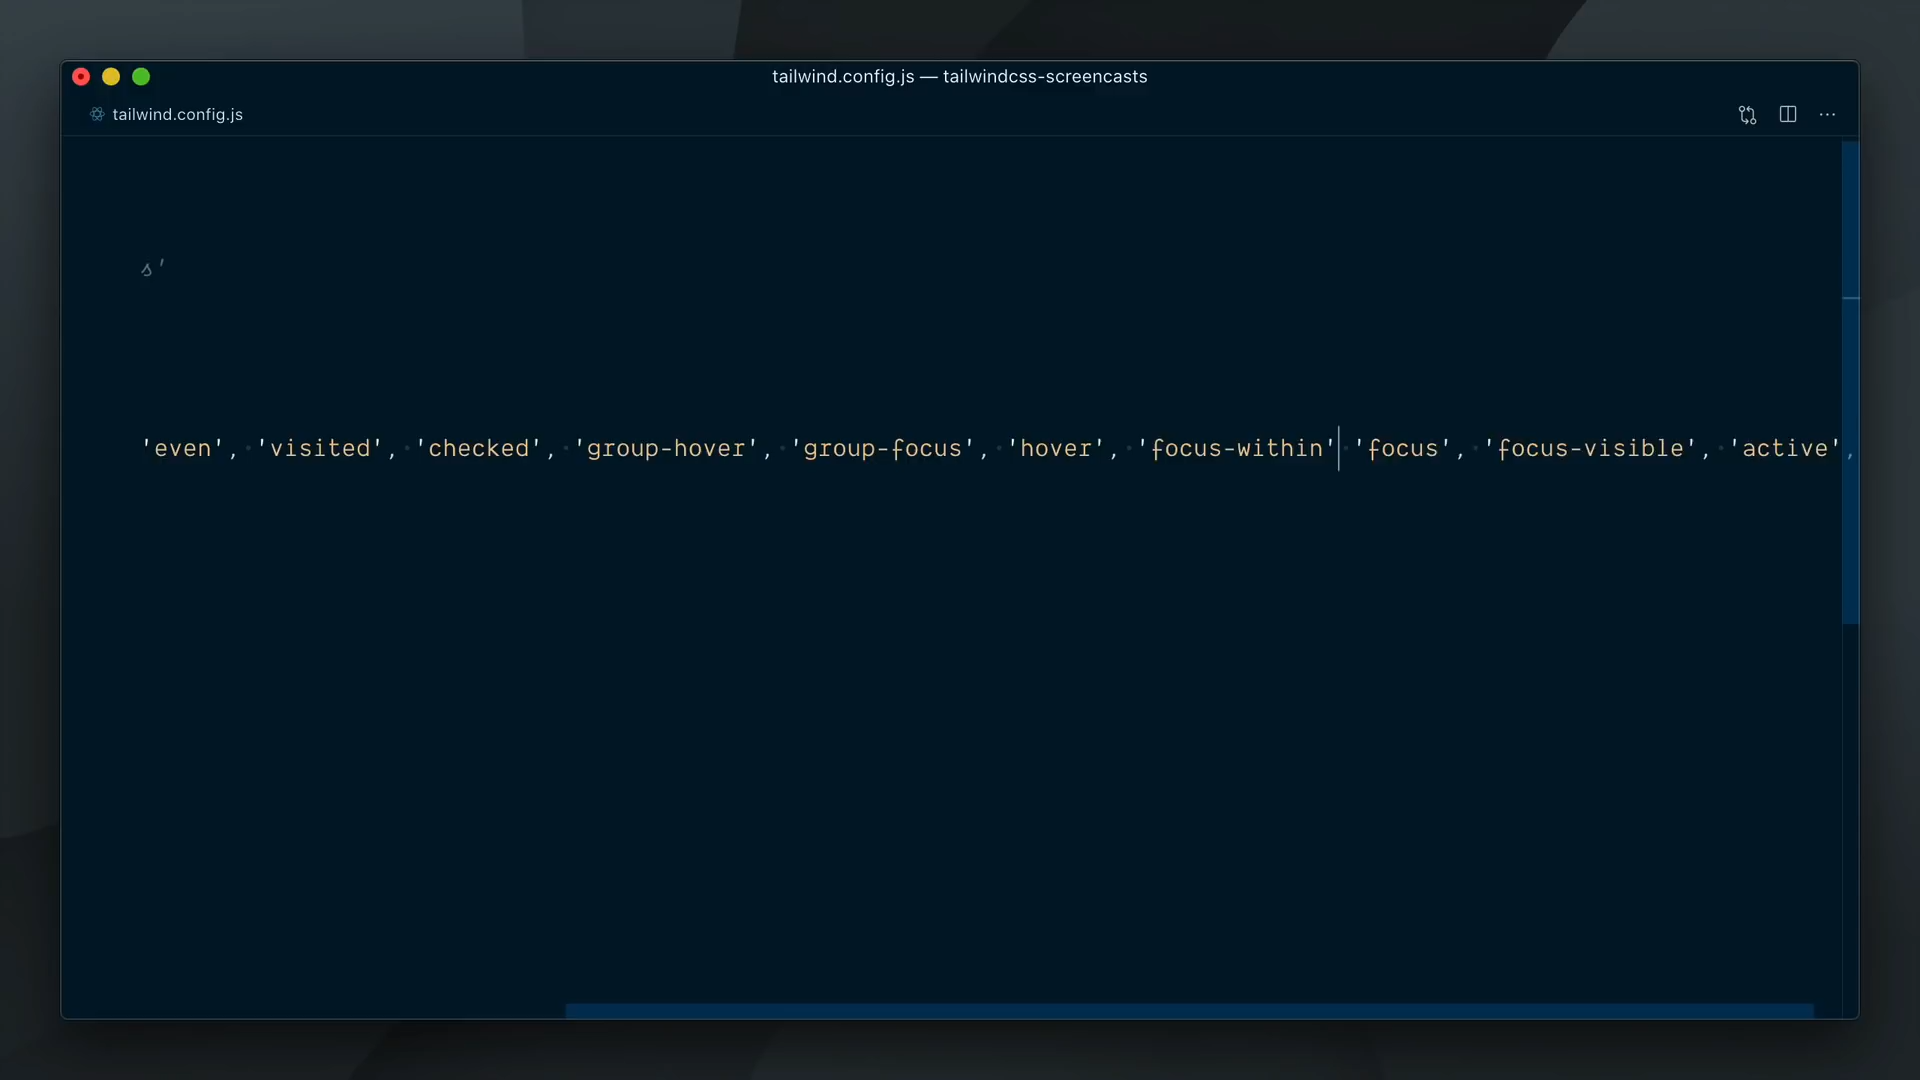 tailwind.config.js — tailwindcss-screencasts
tailwind.config.js
s'
'even', 'visited', 'checked', 'group-hover', 'group-focus', 'hover', 'focus-within' 'focus', 'focus-visible', 'active',